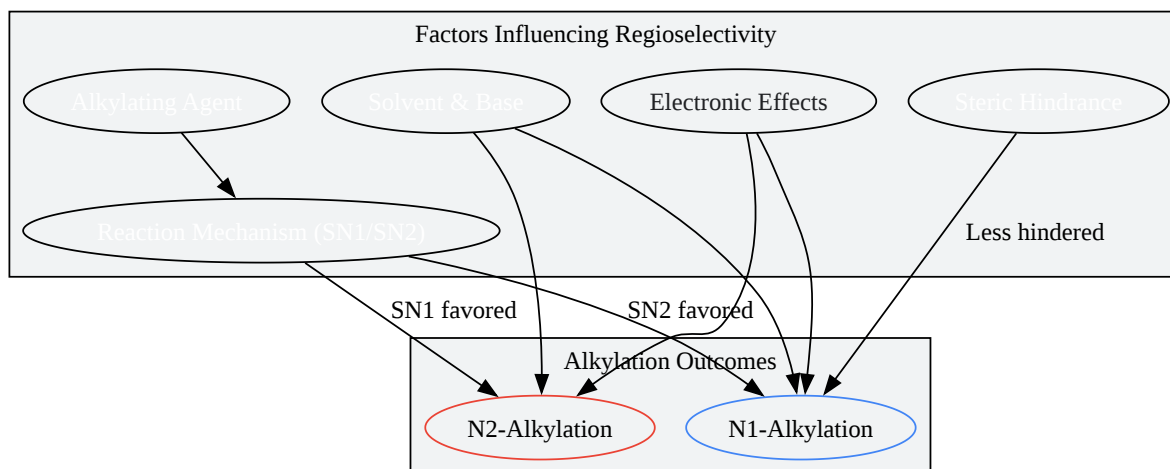 Factors Influencing Regioselectivity
Alkylating Agent
Solvent & Base
Electronic Effects
Steric Hindrance
Reaction Mechanism (SN1/SN2)
Less hindered
SN1 favored
SN2 favored
Alkylation Outcomes
N2-Alkylation
N1-Alkylation